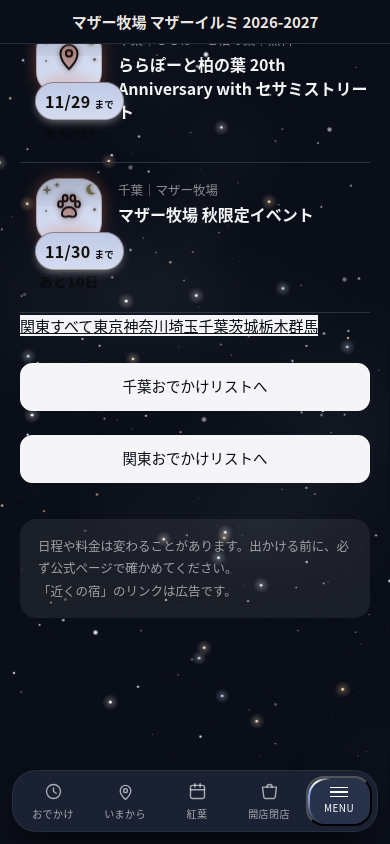 マザー牧場 マザーイルミ 2026-2027
ららぽーと柏の葉 20th
Anniversary with セサミストリー
ト
11/29 まで
千葉｜マザー牧場
マザー牧場 秋限定イベント
11/30 まで
あと10日
関東すべて東京神奈川埼玉千葉茨城栃木群馬
千葉おでかけリストへ
関東おでかけリストへ
日程や料金は変わることがあります。出かける前に、必
ず公式ページで確かめてください。
「近くの宿」のリンクは広告です。
おでかけ
いまから
紅葉
開店閉店
MENU